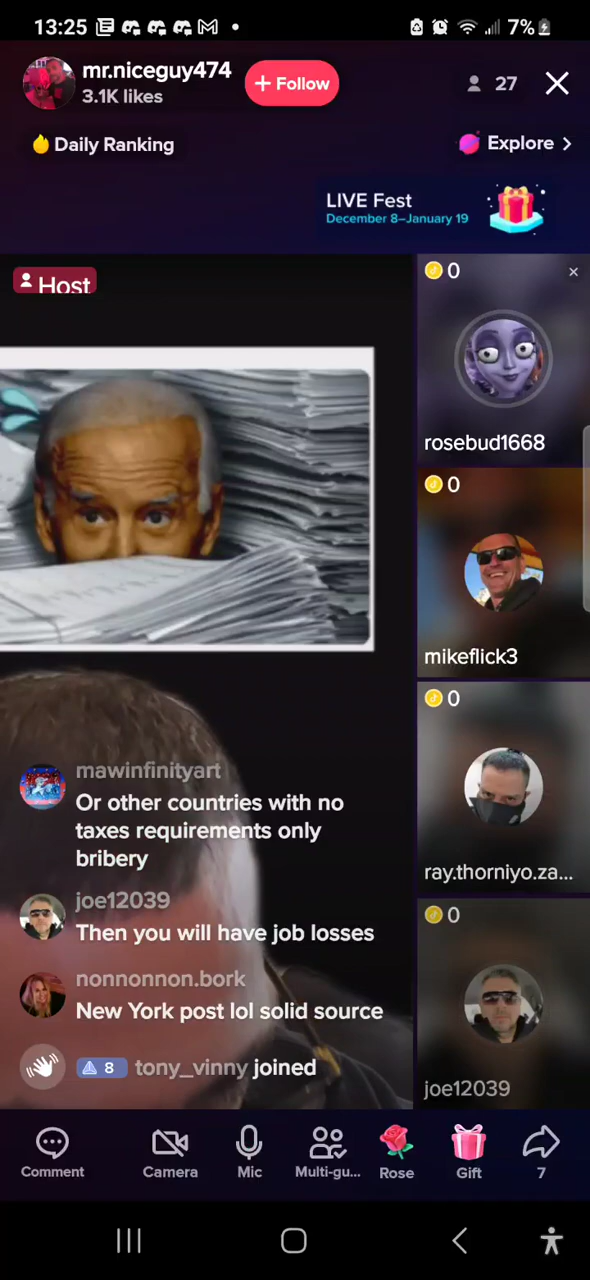 13:25
7%
mr.niceguy474
3.1K likes
+ Follow
27
Daily Ranking
Explore >
LIVE Fest
December 8–January 19
Host
0
rosebud1668
0
mikeflick3
0
ray.thorniyo.za...
0
joe12039
mawinfinityart
Or other countries with no
taxes requirements only
bribery
joe12039
Then you will have job losses
nonnonnon.bork
New York post lol solid source
8 tony_vinny joined
Comment
Camera
Mic
Multi-gu...
Rose
Gift
7